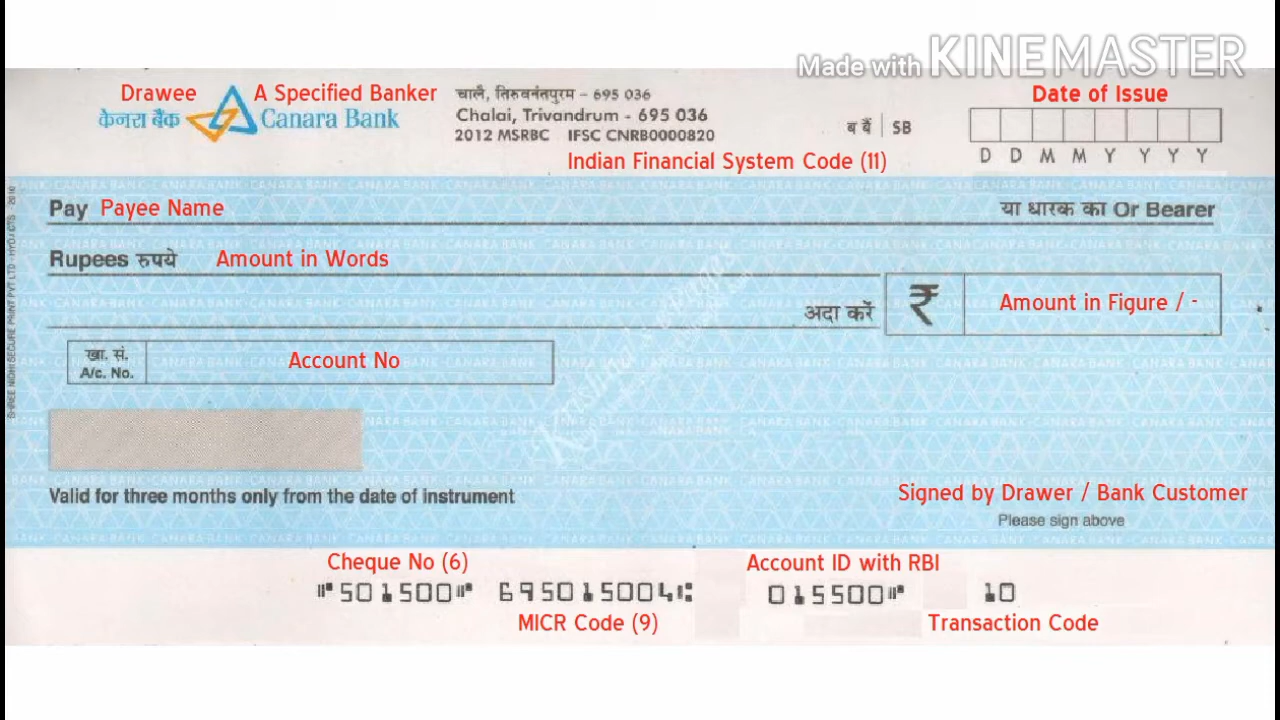 Made with KINEMASTER
Drawee A Specified Banker
केनरा बैंक Canara Bank
चालै, तिरुवनंतपुरम - 695 036
Chalai, Trivandrum - 695 036
2012 MSRBC IFSC CNRB0000820
Indian Financial System Code (11)
ब बैं | SB
Date of Issue
D D M M Y Y Y Y
Pay Payee Name
या धारक का Or Bearer
Rupees रुपये Amount in Words
अदा करें ₹ Amount in Figure / -
खा. सं.
A/c. No.
Account No
Valid for three months only from the date of instrument
Signed by Drawer / Bank Customer
Please sign above
Cheque No (6)
Account ID with RBI
⑈501500⑈ 695015004⑆ 015500⑈ 10
MICR Code (9)
Transaction Code